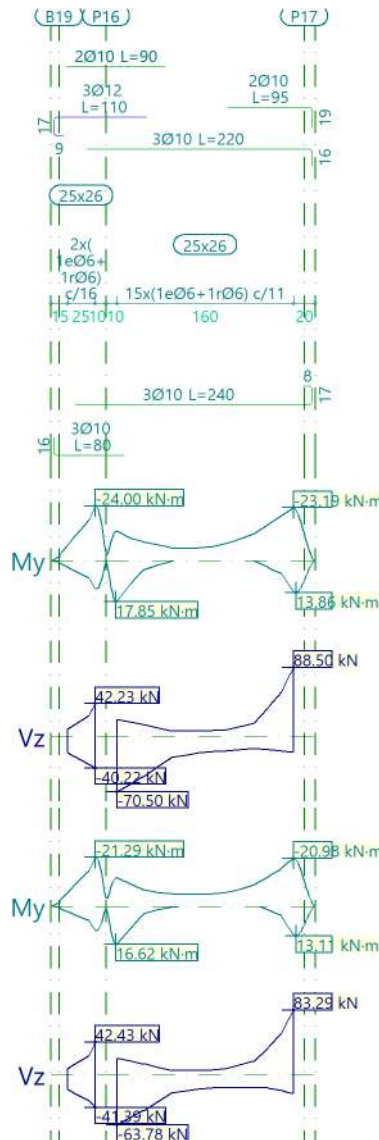 B19 P16 P17
2Ø10 L=90
3Ø12
L=110
2Ø10
L=95
17
9
19
3Ø10 L=220
16
25x26
25x26
2x(
1eØ6+
1rØ6)
c/16
15x(1eØ6+1rØ6) c/11
15 25 10 10 160 20
8
3Ø10 L=240
17
16
3Ø10
L=80
-24.00 kN·m
-23.19 kN·m
My
17.85 kN·m
13.86 kN·m
88.50 kN
42.23 kN
Vz
-40.22 kN
-70.50 kN
-21.29 kN·m
-20.98 kN·m
My
16.62 kN·m
13.11 kN·m
83.29 kN
42.43 kN
Vz
-41.39 kN
-63.78 kN